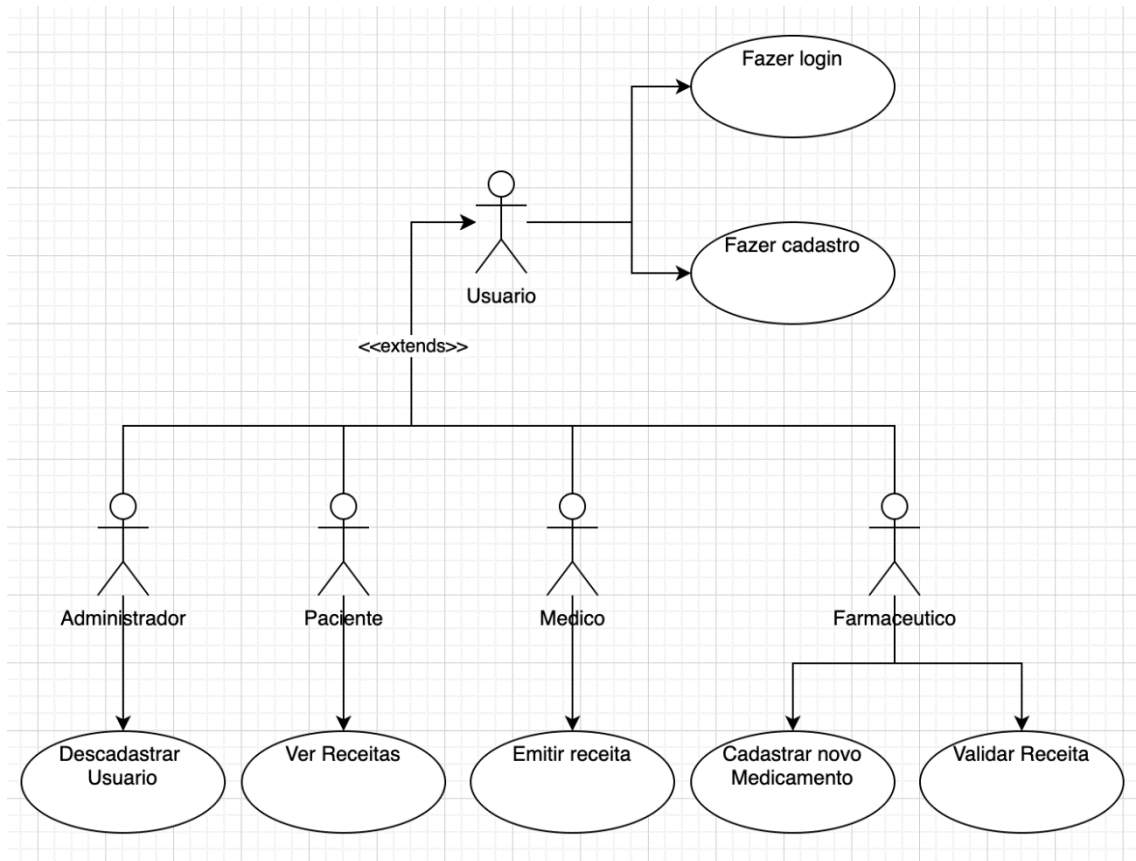 Fazer login
Fazer cadastro
Usuario
<<extends>>
Administrador
Paciente
Medico
Farmaceutico
Descadastrar
Usuario
Ver Receitas
Emitir receita
Cadastrar novo
Medicamento
Validar Receita